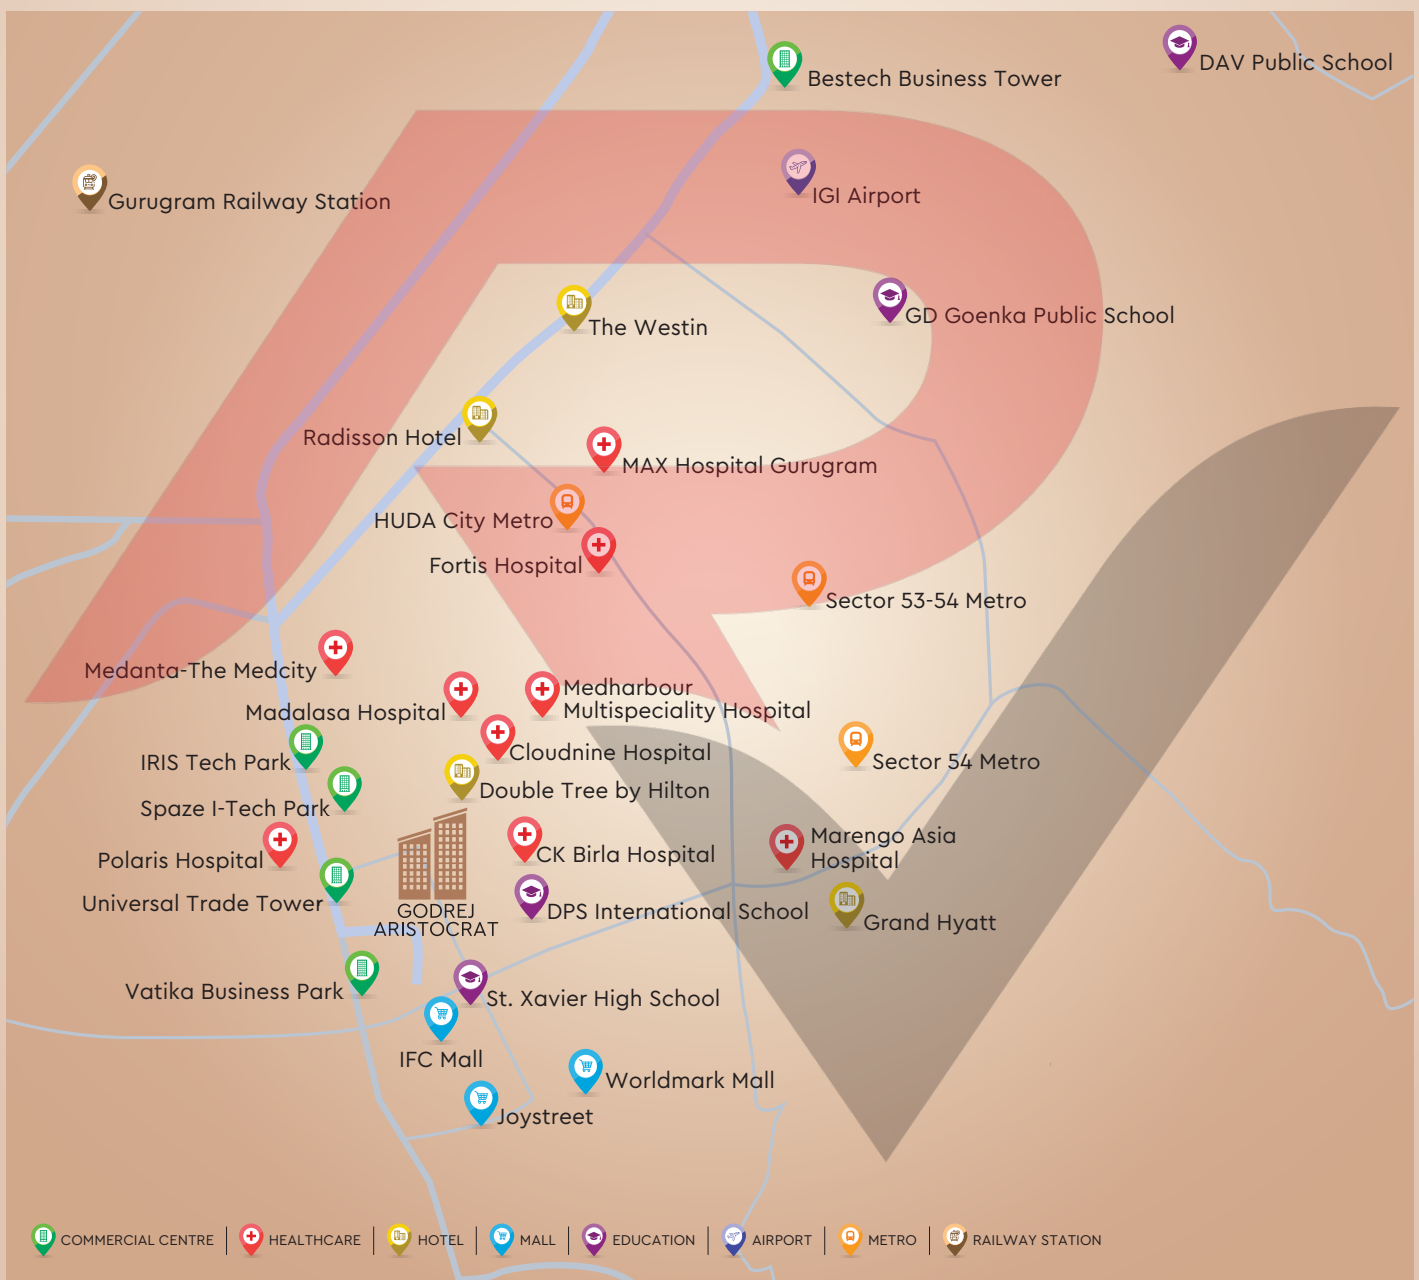 DAV Public School
Bestech Business Tower
IGI Airport
Gurugram Railway Station
GD Goenka Public School
The Westin
Radisson Hotel
MAX Hospital Gurugram
HUDA City Metro
Fortis Hospital
Sector 53-54 Metro
Medanta-The Medcity
Medharbour
Multispeciality Hospital
Madalasa Hospital
Cloudnine Hospital
IRIS Tech Park
Sector 54 Metro
Double Tree by Hilton
Spaze I-Tech Park
Marengo Asia
Hospital
CK Birla Hospital
Polaris Hospital
Universal Trade Tower
GODREJ
ARISTOCRAT
DPS International School
Grand Hyatt
Vatika Business Park
St. Xavier High School
IFC Mall
Worldmark Mall
Joystreet
COMMERCIAL CENTRE | HEALTHCARE | HOTEL | MALL | EDUCATION | AIRPORT | METRO | RAILWAY STATION